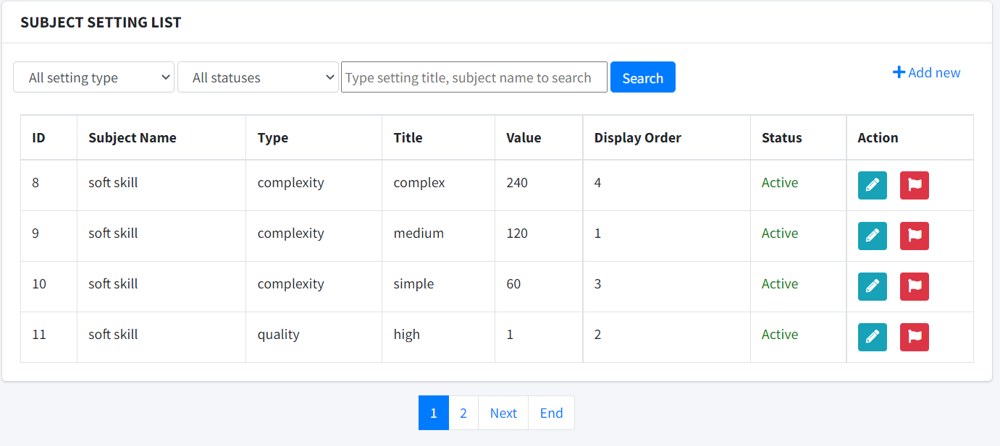 SUBJECT SETTING LIST
All setting type All statuses Type setting title, subject name to search Search Add new
ID Subject Name Type Title Value Display Order Status Action
8 soft skill complexity complex 240 4 Active
9 soft skill complexity medium 120 1 Active
10 soft skill complexity simple 60 3 Active
11 soft skill quality high 1 2 Active
1 2 Next End